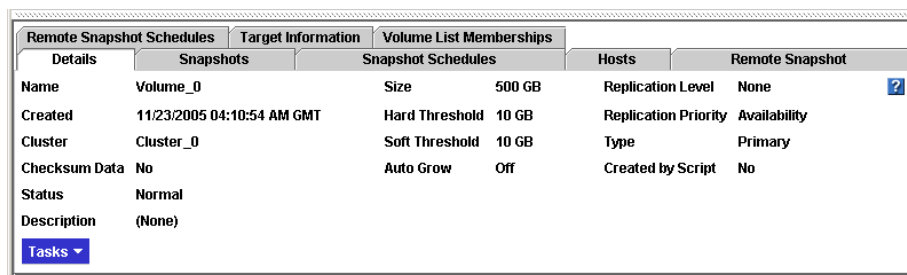 Remote Snapshot Schedules Target Information Volume List Memberships
Details Snapshots Snapshot Schedules Hosts Remote Snapshot
Name Volume_0 Size 500 GB Replication Level None ?
Created 11/23/2005 04:10:54 AM GMT Hard Threshold 10 GB Replication Priority Availability
Cluster Cluster_0 Soft Threshold 10 GB Type Primary
Checksum Data No Auto Grow Off Created by Script No
Status Normal
Description (None)
Tasks